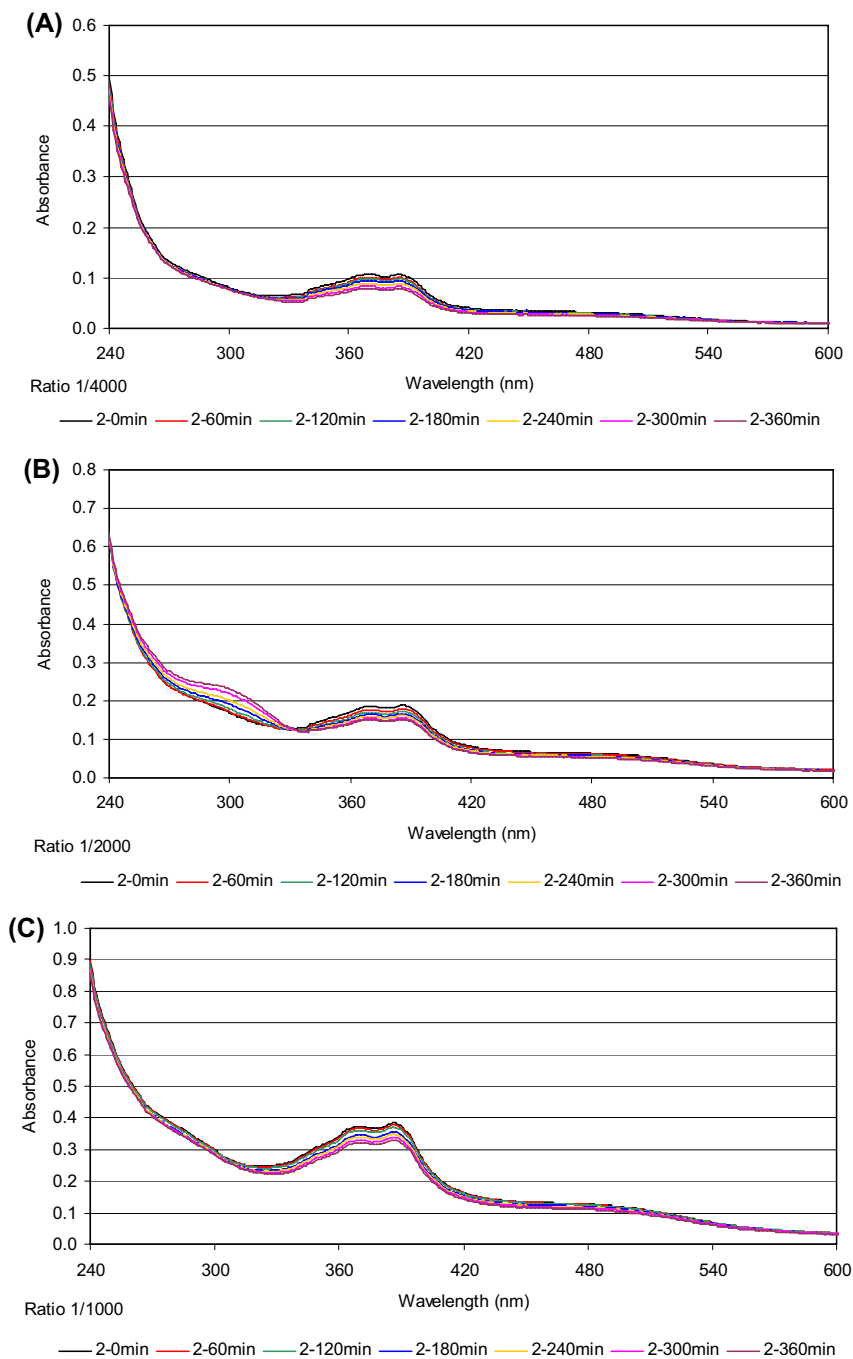 (A)
0.6
0.5
0.4
0.3
0.2
0.1
0.0
Absorbance
240 300 360 420 480 540 600
Wavelength (nm)
Ratio 1/4000
2-0min 2-60min 2-120min 2-180min 2-240min 2-300min 2-360min
(B)
0.8
0.7
0.6
0.5
0.4
0.3
0.2
0.1
0.0
Absorbance
240 300 360 420 480 540 600
Wavelength (nm)
Ratio 1/2000
2-0min 2-60min 2-120min 2-180min 2-240min 2-300min 2-360min
(C)
1.0
0.9
0.8
0.7
0.6
0.5
0.4
0.3
0.2
0.1
0.0
Absorbance
240 300 360 420 480 540 600
Wavelength (nm)
Ratio 1/1000
2-0min 2-60min 2-120min 2-180min 2-240min 2-300min 2-360min